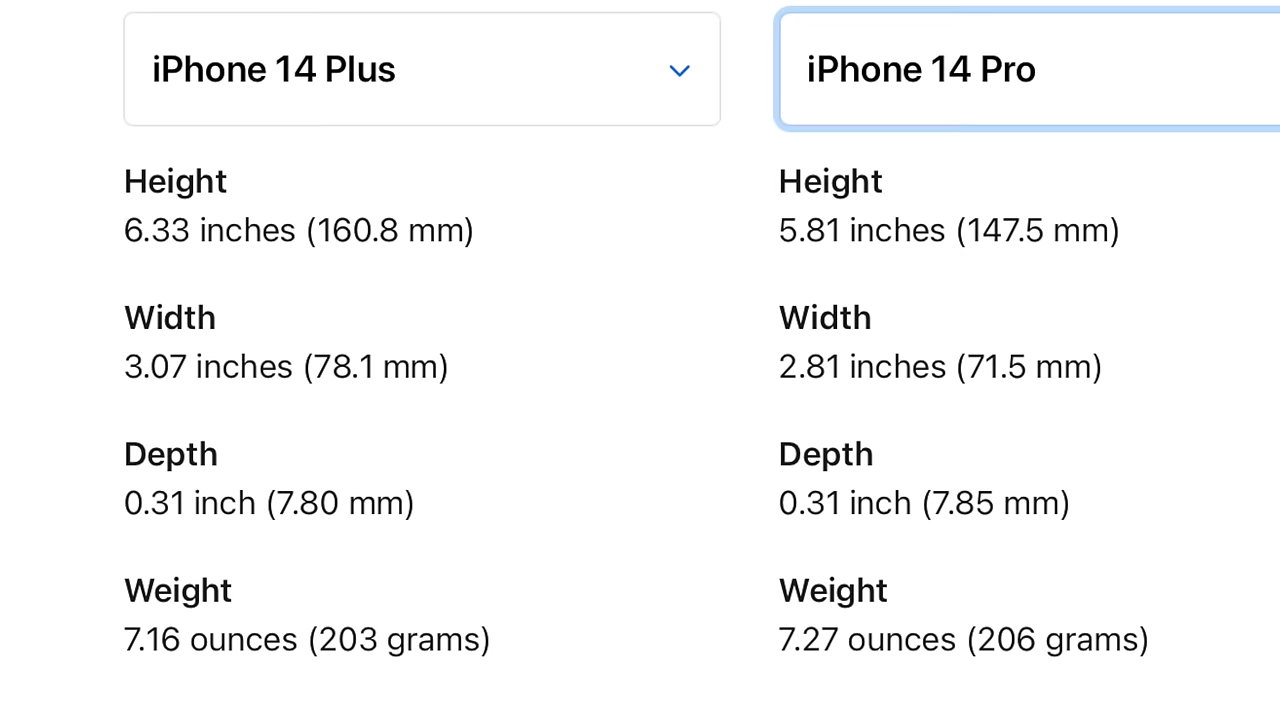 iPhone 14 Plus
Height
6.33 inches (160.8 mm)
Width
3.07 inches (78.1 mm)
Depth
0.31 inch (7.80 mm)
Weight
7.16 ounces (203 grams)
iPhone 14 Pro
Height
5.81 inches (147.5 mm)
Width
2.81 inches (71.5 mm)
Depth
0.31 inch (7.85 mm)
Weight
7.27 ounces (206 grams)